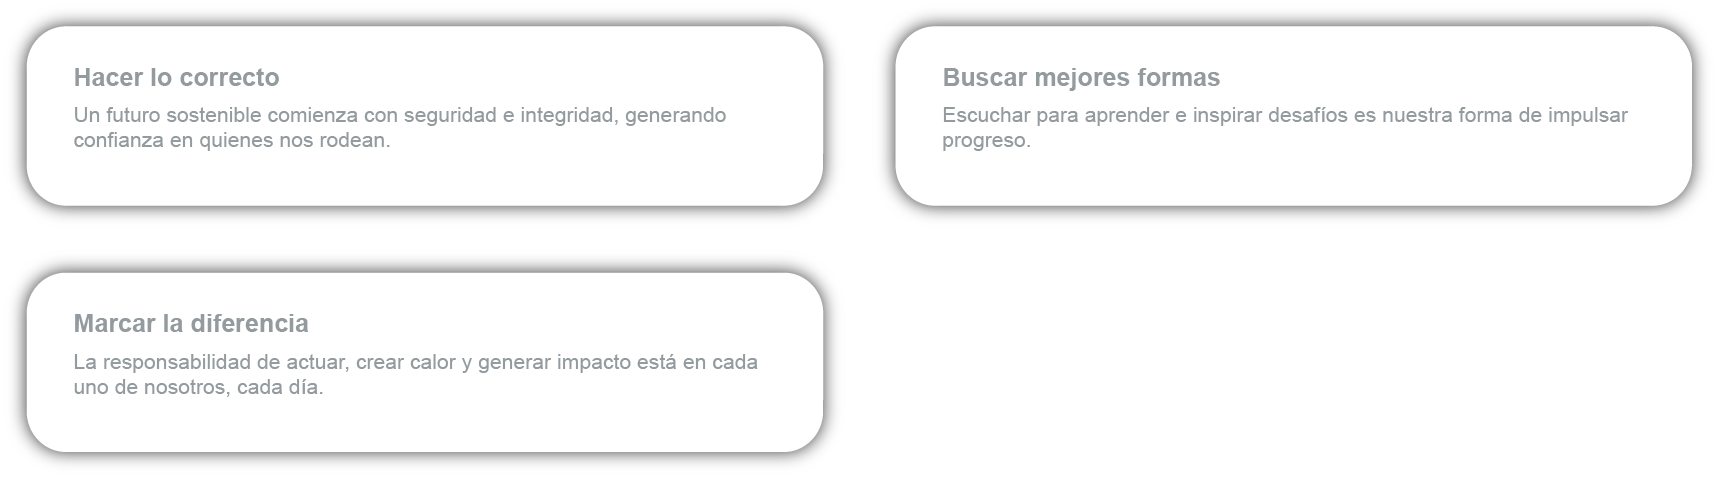 Hacer lo correcto
Un futuro sostenible comienza con seguridad e integridad, generando
confianza en quienes nos rodean.
Buscar mejores formas
Escuchar para aprender e inspirar desafíos es nuestra forma de impulsar
progreso.
Marcar la diferencia
La responsabilidad de actuar, crear calor y generar impacto está en cada
uno de nosotros, cada día.